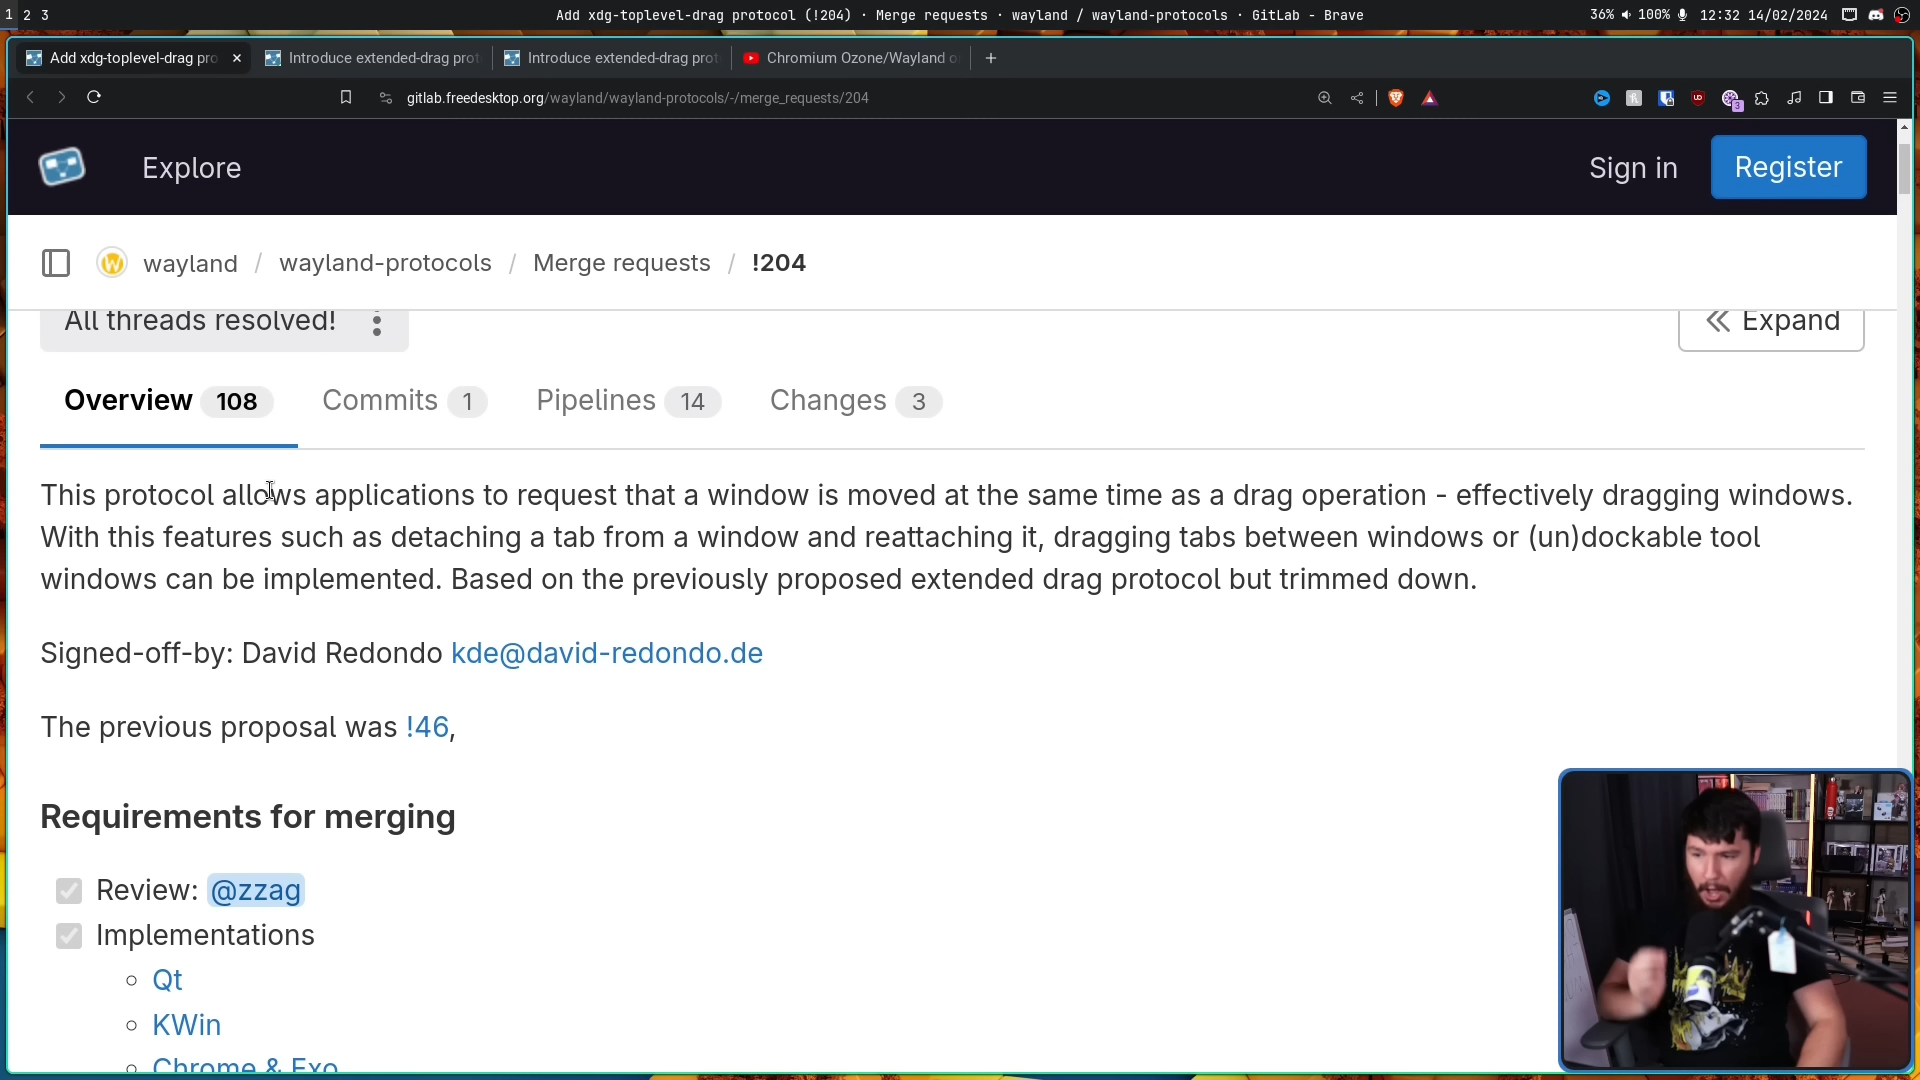 1 2 3
Add xdg-toplevel-drag protocol (!204) · Merge requests · wayland / wayland-protocols · GitLab - Brave
36% 100% 12:32 14/02/2024
Add xdg-toplevel-drag pro
Introduce extended-drag prot
Introduce extended-drag prot
Chromium Ozone/Wayland o
gitlab.freedesktop.org/wayland/wayland-protocols/-/merge_requests/204
3
Explore
Sign in
Register
wayland / wayland-protocols / Merge requests / !204
All threads resolved!
Expand
Overview 108
Commits 1
Pipelines 14
Changes 3
This protocol allows applications to request that a window is moved at the same time as a drag operation - effectively dragging windows.
With this features such as detaching a tab from a window and reattaching it, dragging tabs between windows or (un)dockable tool
windows can be implemented. Based on the previously proposed extended drag protocol but trimmed down.
Signed-off-by: David Redondo kde@david-redondo.de
The previous proposal was !46,
Requirements for merging
Review: @zzag
Implementations
Qt
KWin
Chrome & Exo